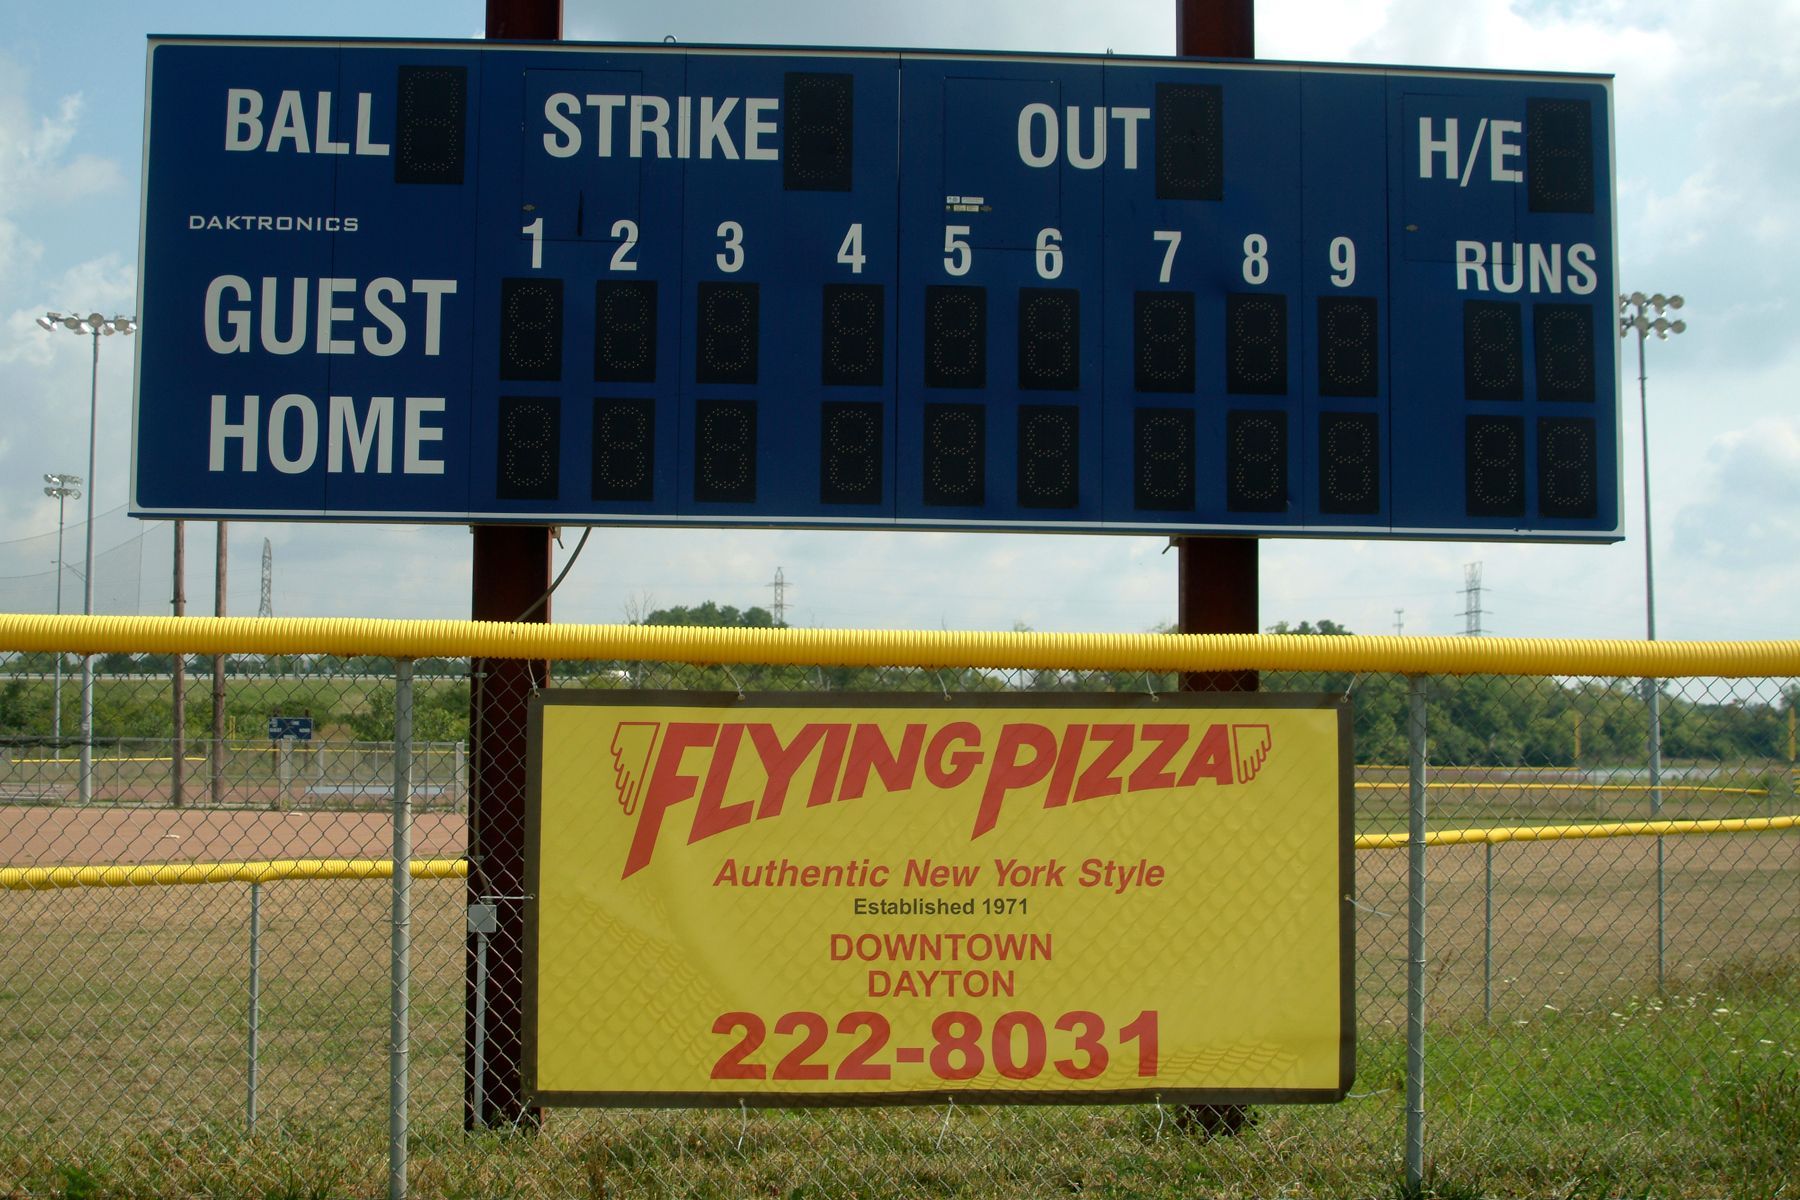 BALL STRIKE OUT H/E
DAKTRONICS
1 2 3 4 5 6 7 8 9 RUNS
GUEST
HOME
FLYING PIZZA
Authentic New York Style
Established 1971
DOWNTOWN
DAYTON
222-8031